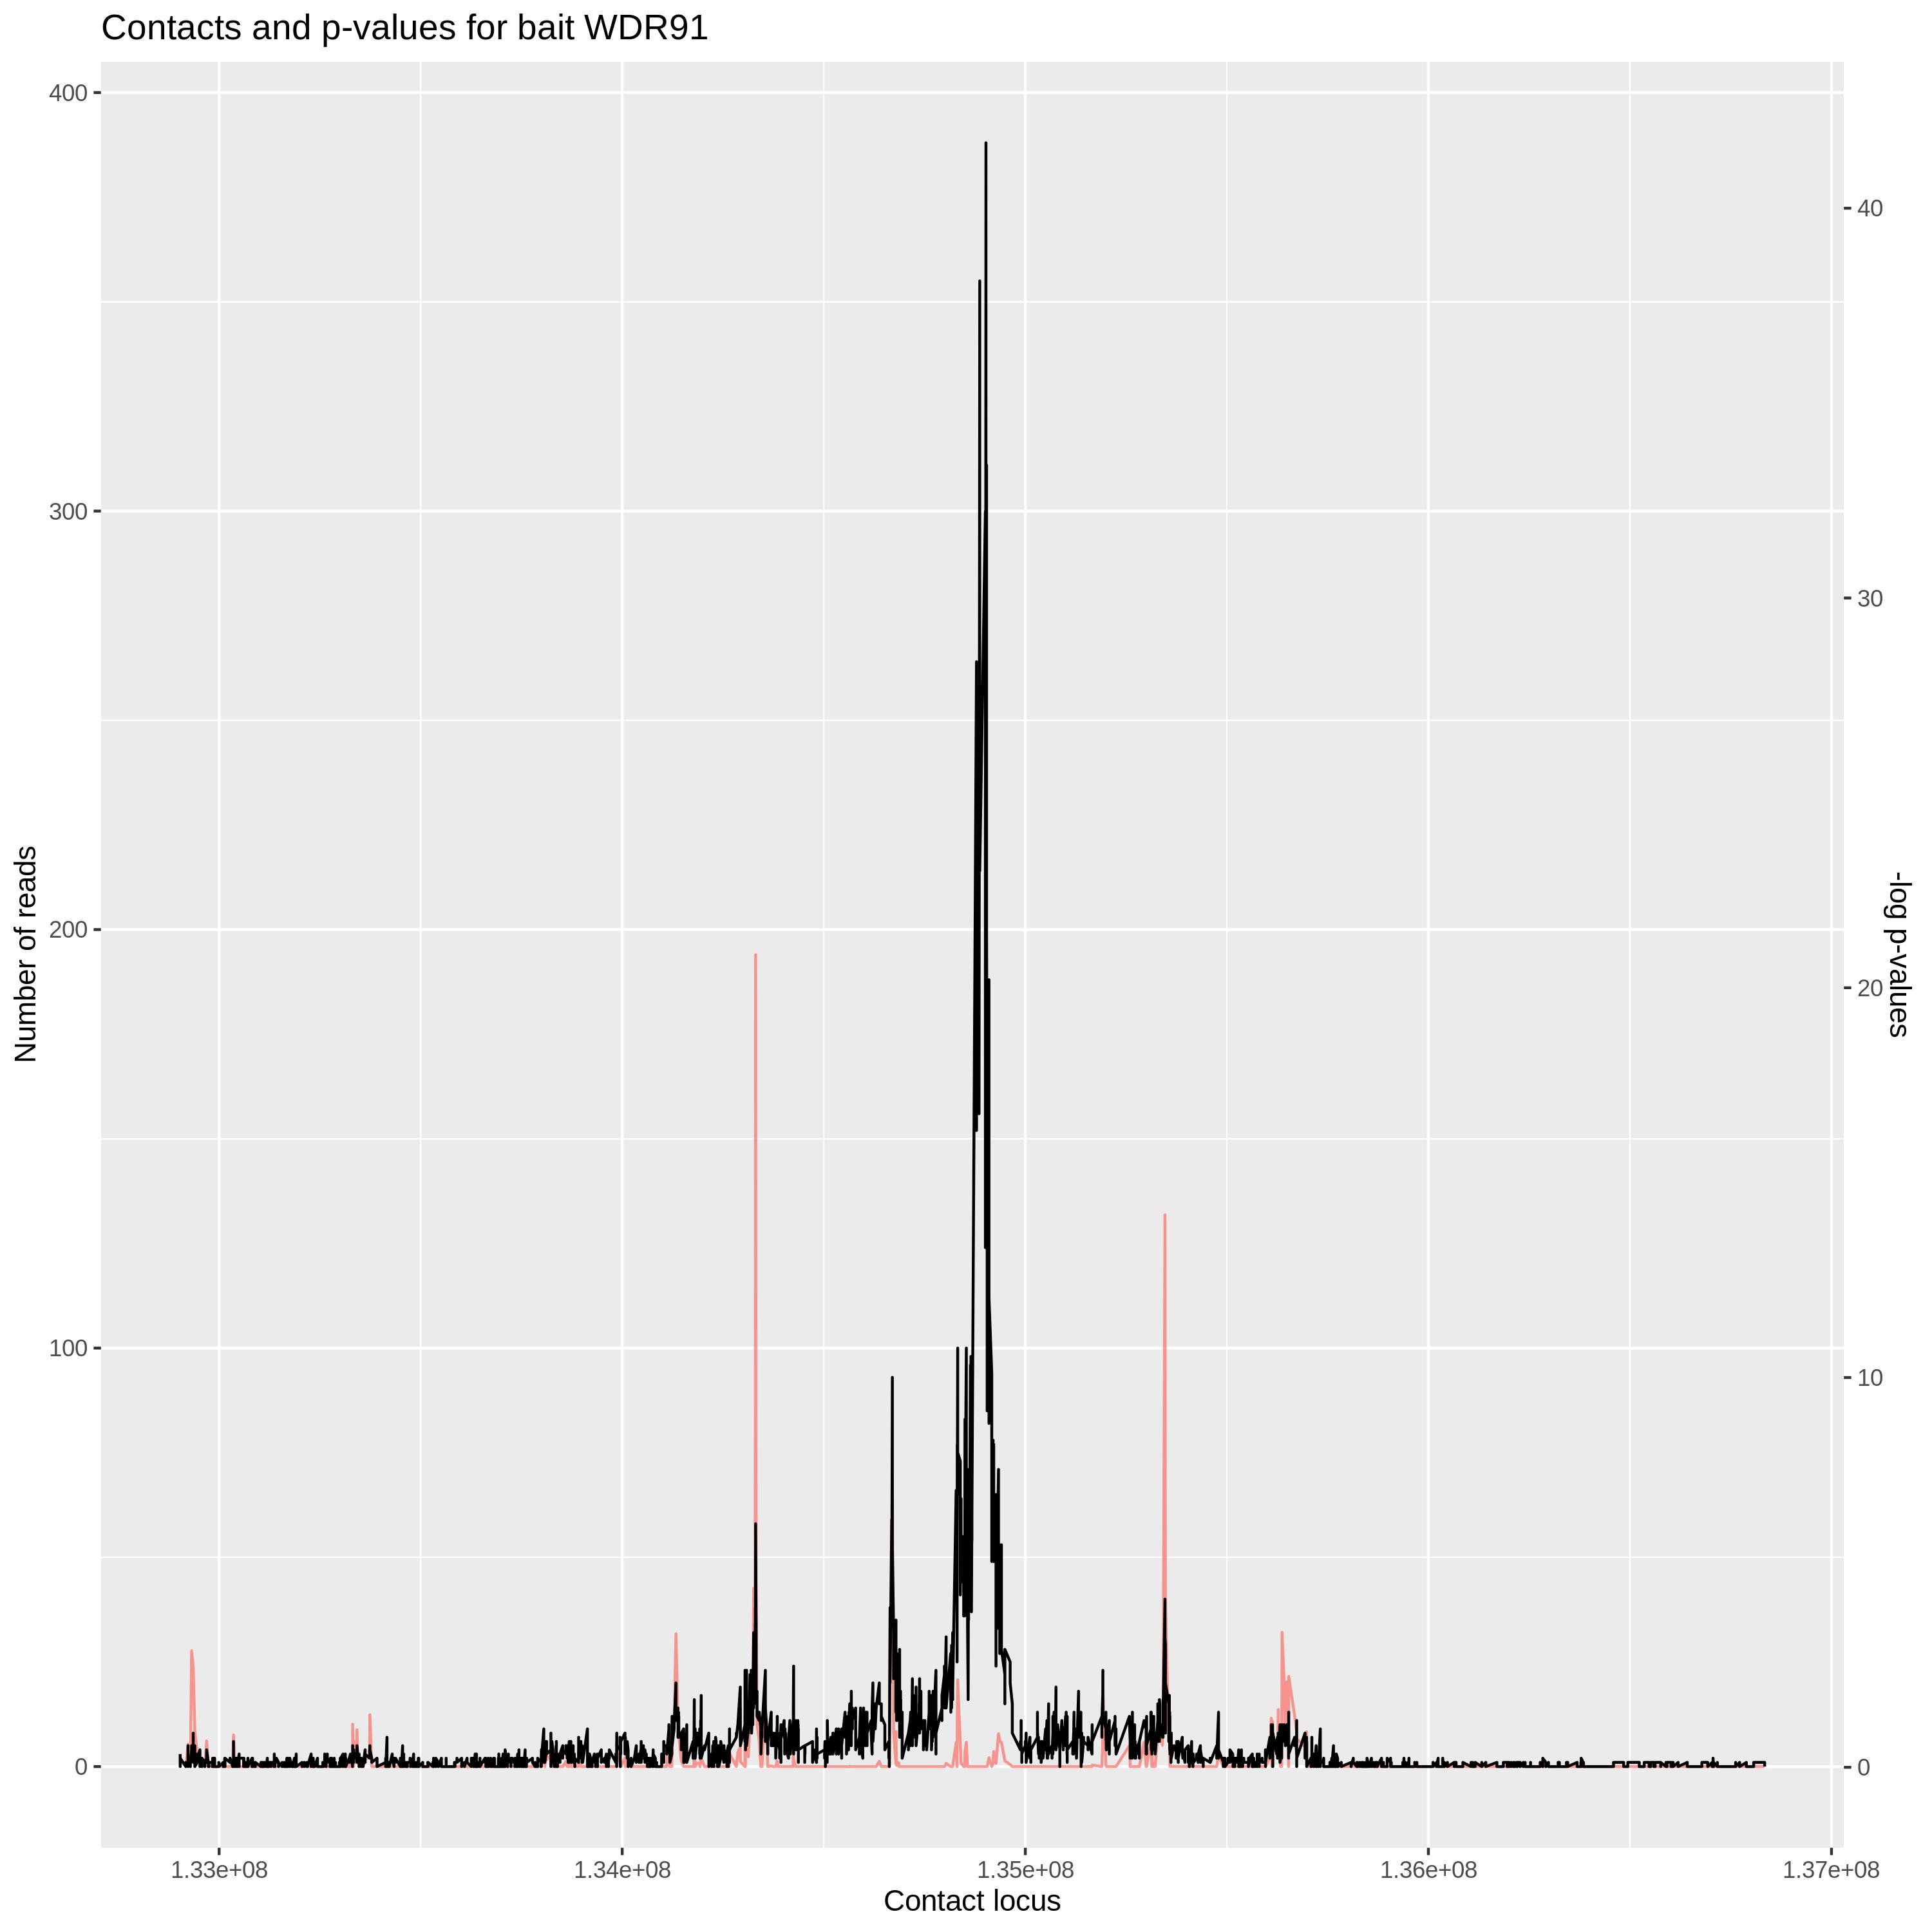 Contacts and p-values for bait WDR91
400
300
200
100
0
Number of reads
40
30
20
10
0
-log p-values
1.33e+08 1.34e+08 1.35e+08 1.36e+08 1.37e+08
Contact locus